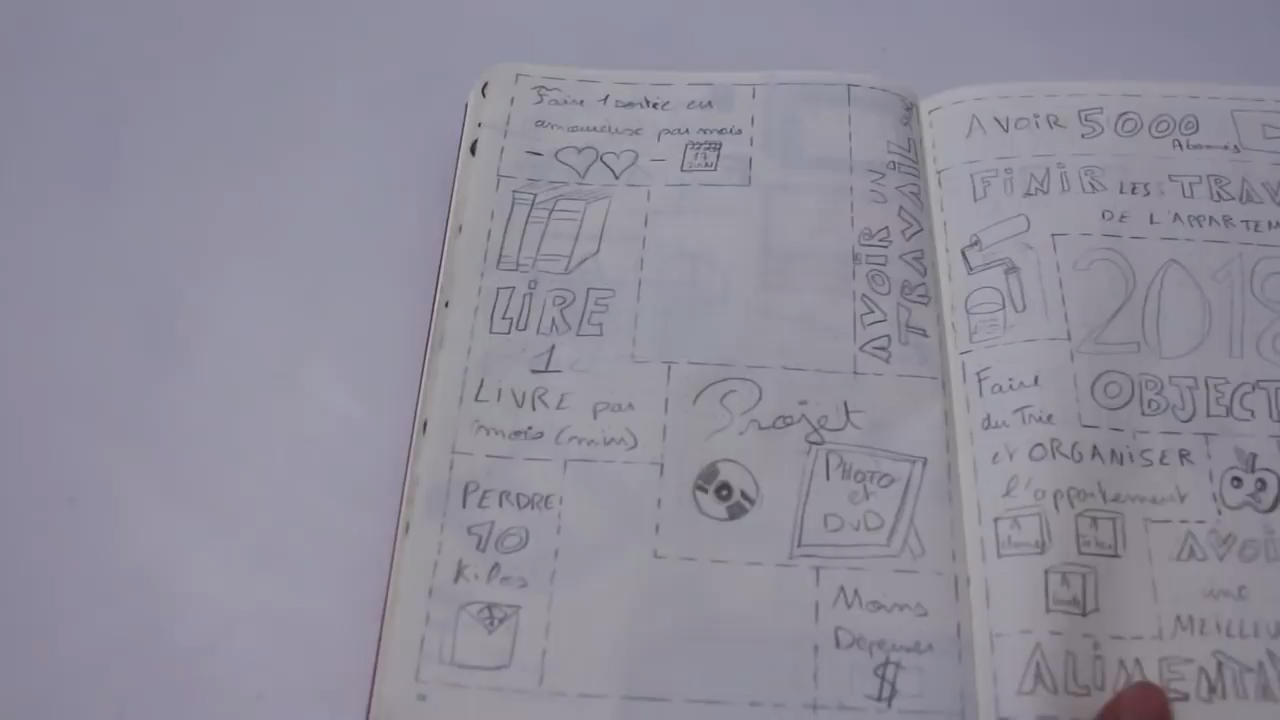 Faire 1 sortie en
amoureuse par mois
17
JUIN
LIRE
1
LIVRE par
mois (min)
PERDRE
10
Kilos
AVOIR UN
TRAVAIL
Projet
PHOTO
et
DVD
Moins
Dépenser
$
AVOIR 5000
Abonnés
FINIR LES TRAV
DE L'APPARTEM
2018
OBJECT
Faire
du Trie
et ORGANISER
l'appartement
A
A
A
AVOI
une
MEILLEU
ALIMENTA